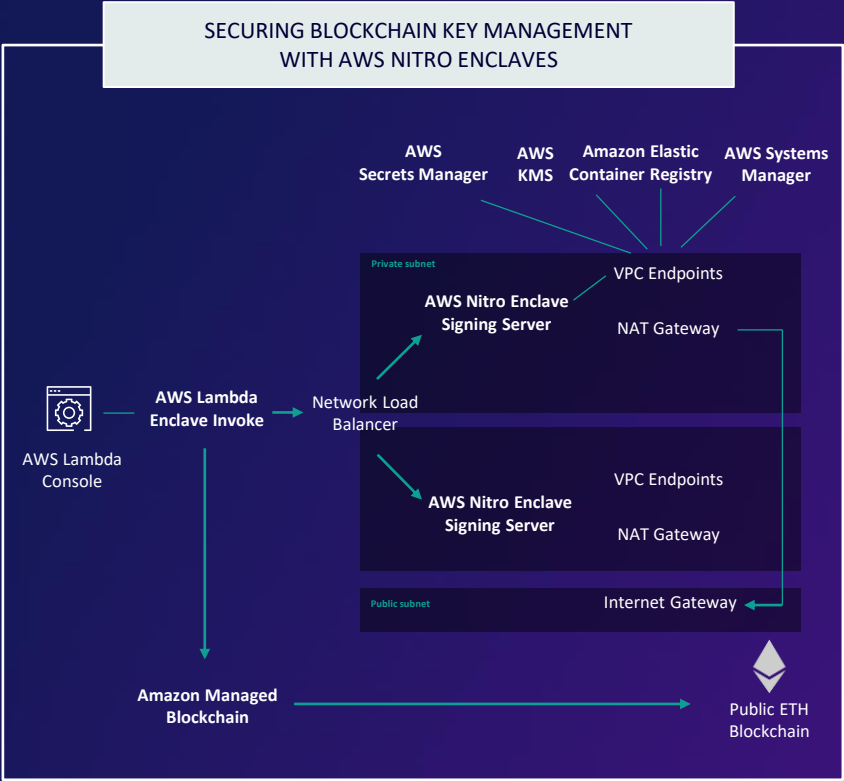 SECURING BLOCKCHAIN KEY MANAGEMENT
WITH AWS NITRO ENCLAVES
AWS
Secrets Manager
AWS
KMS
Amazon Elastic
Container Registry
AWS Systems
Manager
Private subnet
VPC Endpoints
AWS Nitro Enclave
Signing Server
NAT Gateway
AWS Lambda
Console
AWS Lambda
Enclave Invoke
Network Load
Balancer
VPC Endpoints
AWS Nitro Enclave
Signing Server
NAT Gateway
Public subnet
Internet Gateway
Amazon Managed
Blockchain
Public ETH
Blockchain